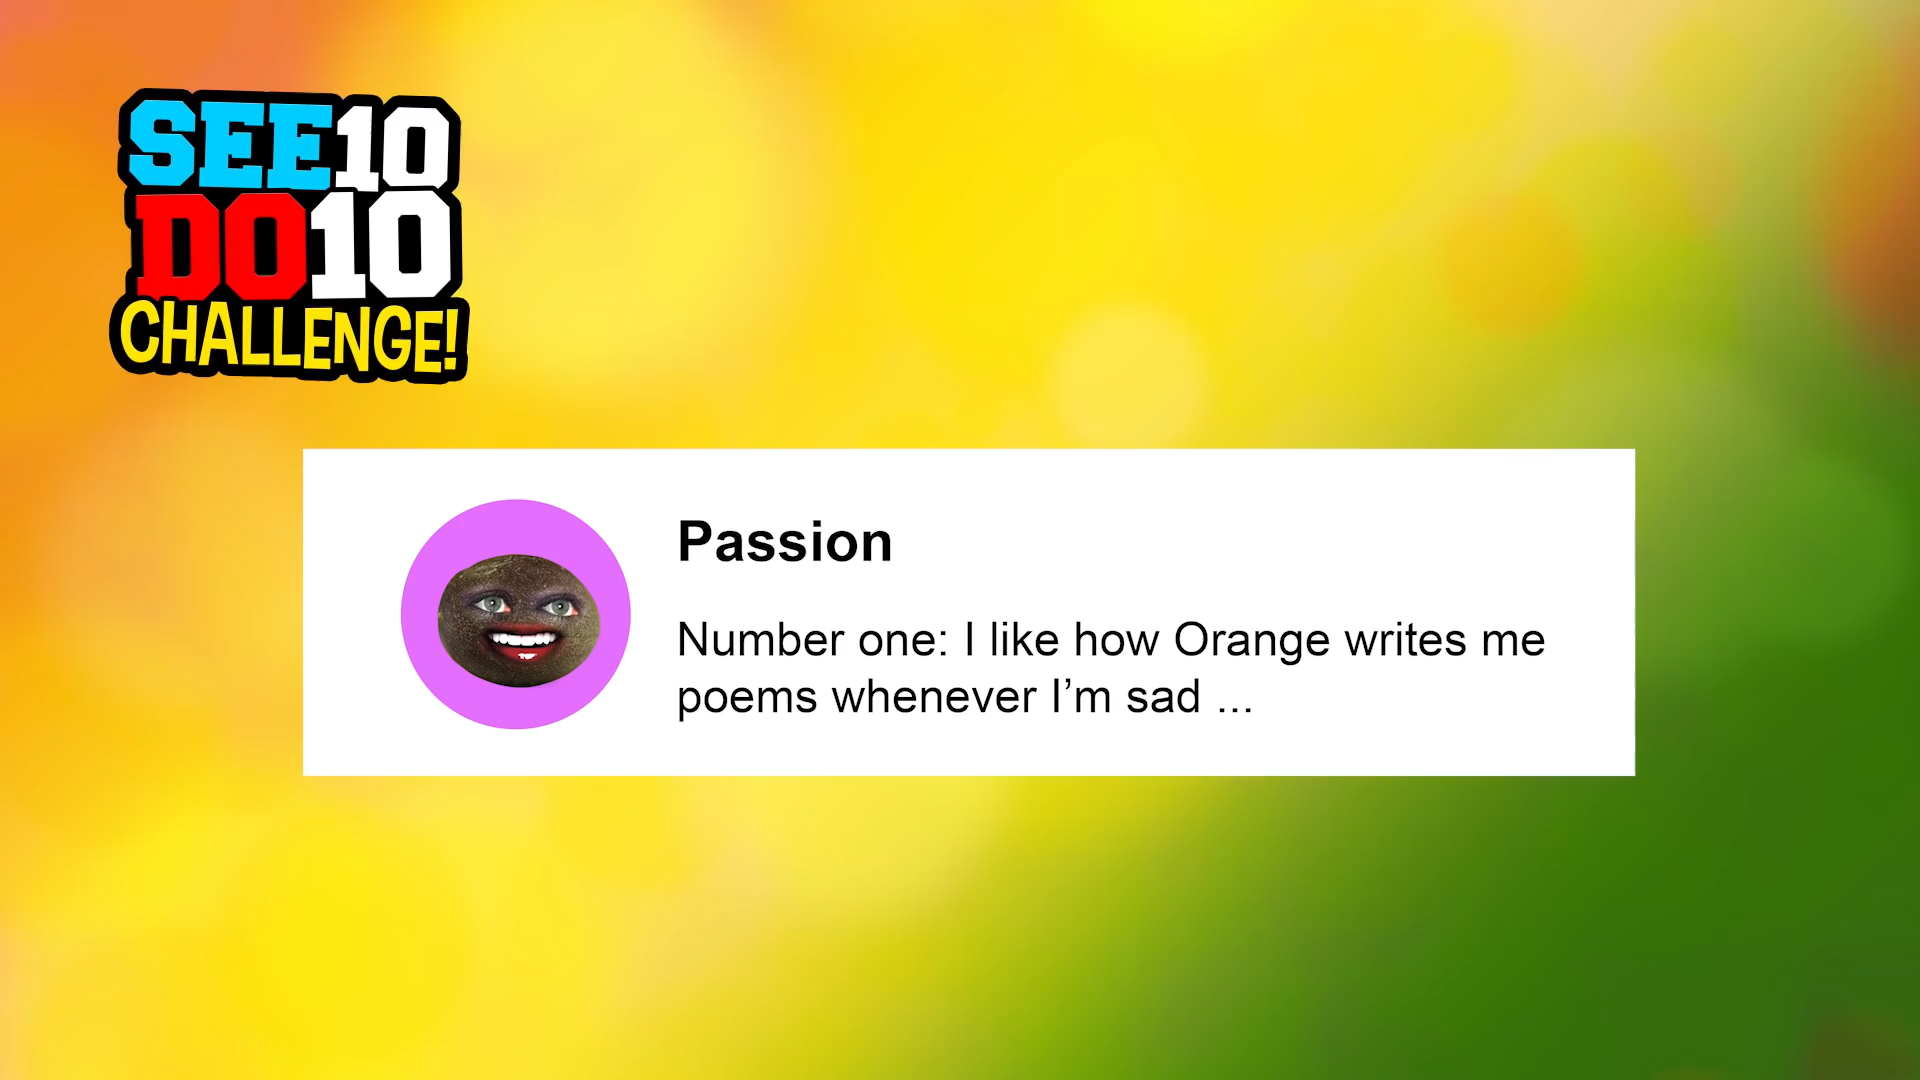 SEE10
DO10
CHALLENGE!
Passion
Number one: I like how Orange writes me
poems whenever I’m sad ...